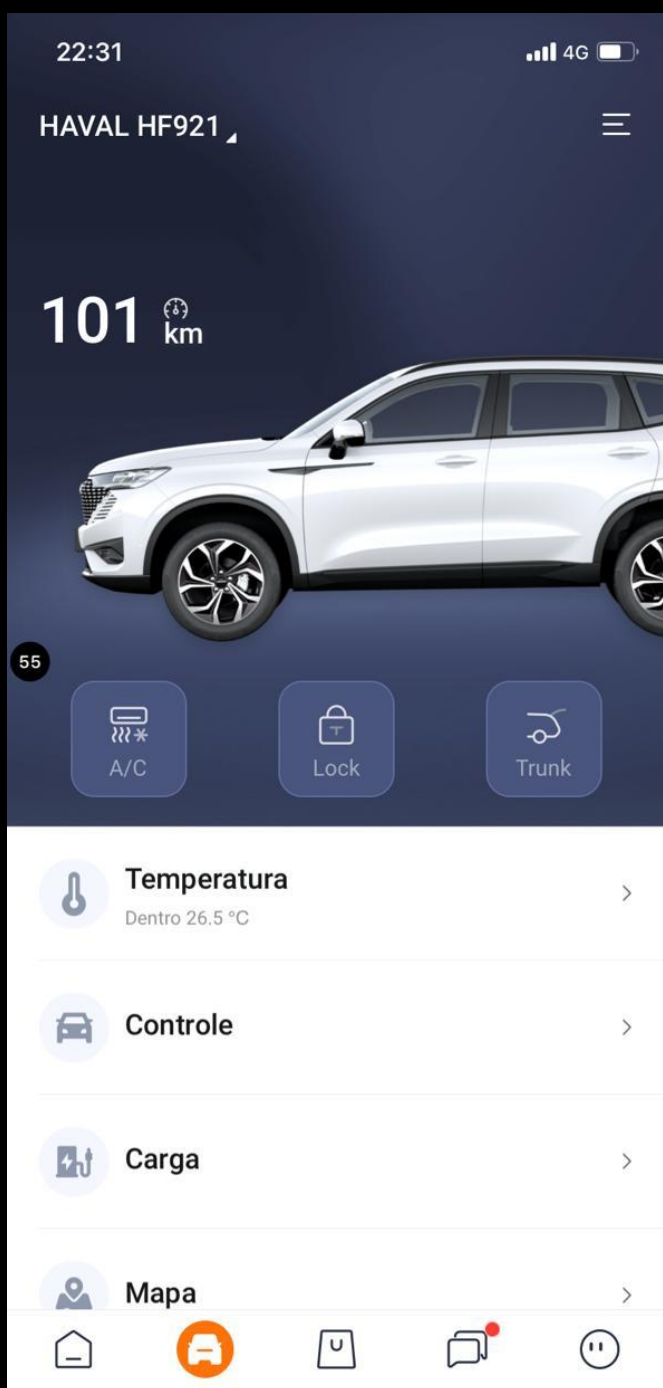 22:31
4G
HAVAL HF921
101 km
55
A/C
Lock
Trunk
Temperatura
Dentro 26.5 °C
Controle
Carga
Mapa